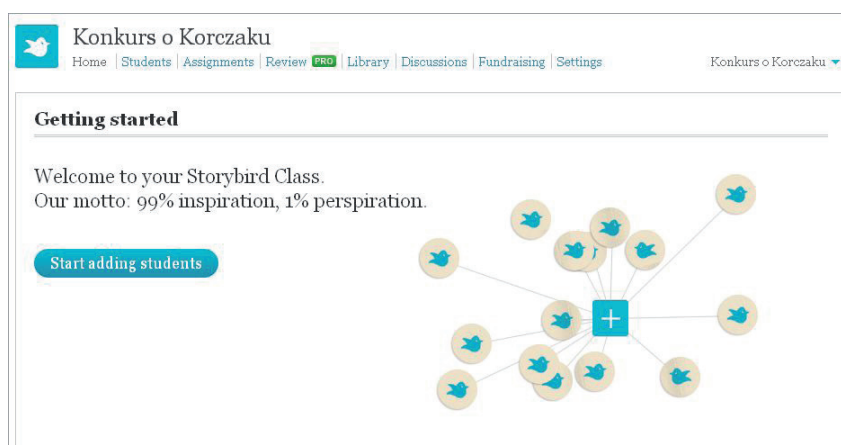 Konkurs o Korczaku
Home Students Assignments Review PRO Library Discussions Fundraising Settings Konkurs o Korczaku
Getting started
Welcome to your Storybird Class.
Our motto: 99% inspiration, 1% perspiration.
Start adding students